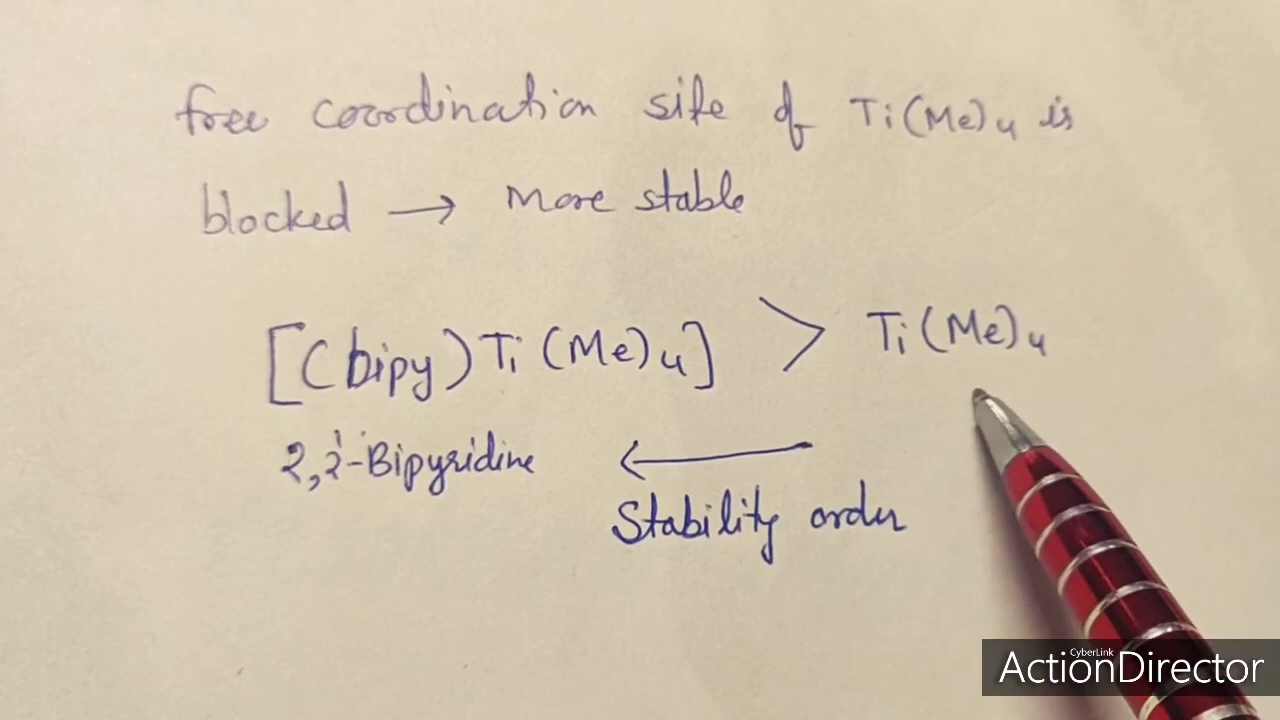 free coordination site of Ti(Me)₄ is
blocked → More stable
[(bipy)Ti(Me)₄] > Ti(Me)₄
2,2'-Bipyridine ←
Stability order
CyberLink
ActionDirector